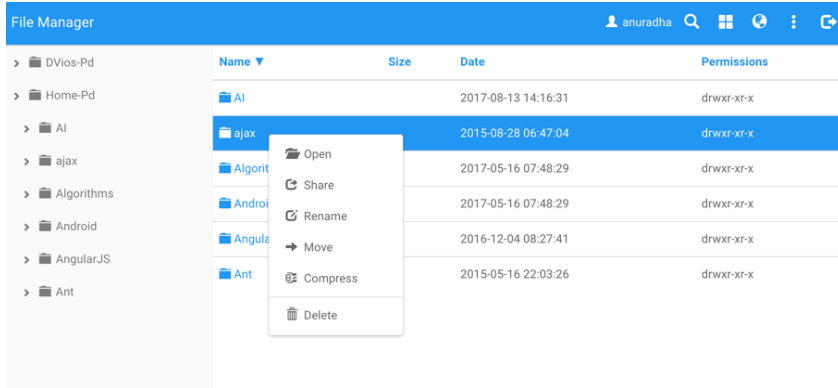 File Manager
anuradha
DVios-Pd
Home-Pd
AI
ajax
Algorithms
Android
AngularJS
Ant
Name ▼ Size Date Permissions
AI 2017-08-13 14:16:31 drwxr-xr-x
ajax 2015-08-28 06:47:04 drwxr-xr-x
Algorit 2017-05-16 07:48:29 drwxr-xr-x
Androi 2017-05-16 07:48:29 drwxr-xr-x
Angula 2016-12-04 08:27:41 drwxr-xr-x
Ant 2015-05-16 22:03:26 drwxr-xr-x
Open
Share
Rename
Move
Compress
Delete